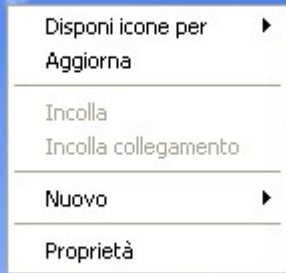 Disponi icone per
Aggiorna
Incolla
Incolla collegamento
Nuovo
Proprietà